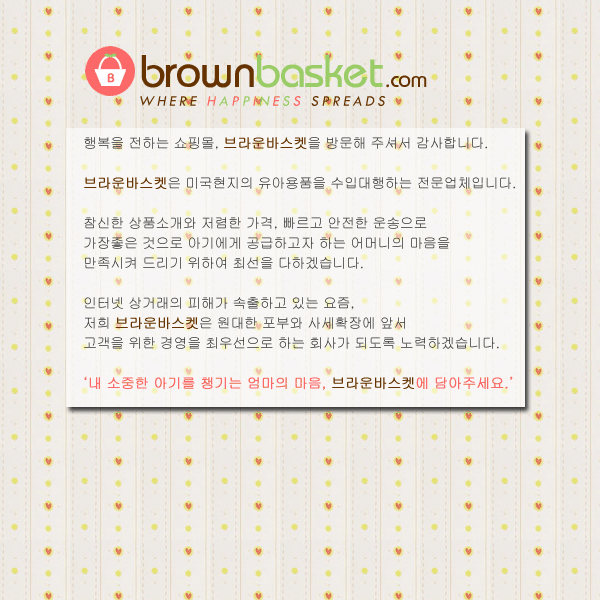 B
brownbasket.com
WHERE HAPPINESS SPREADS
행복을 전하는 쇼핑몰, 브라운바스켓을 방문해 주셔서 감사합니다.
브라운바스켓은 미국현지의 유아용품을 수입대행하는 전문업체입니다.
참신한 상품소개와 저렴한 가격, 빠르고 안전한 운송으로
가장좋은 것으로 아기에게 공급하고자 하는 어머니의 마음을
만족시켜 드리기 위하여 최선을 다하겠습니다.
인터넷 상거래의 피해가 속출하고 있는 요즘,
저희 브라운바스켓은 원대한 포부와 사세확장에 앞서
고객을 위한 경영을 최우선으로 하는 회사가 되도록 노력하겠습니다.
"내 소중한 아기를 챙기는 엄마의 마음, 브라운바스켓에 담아주세요."